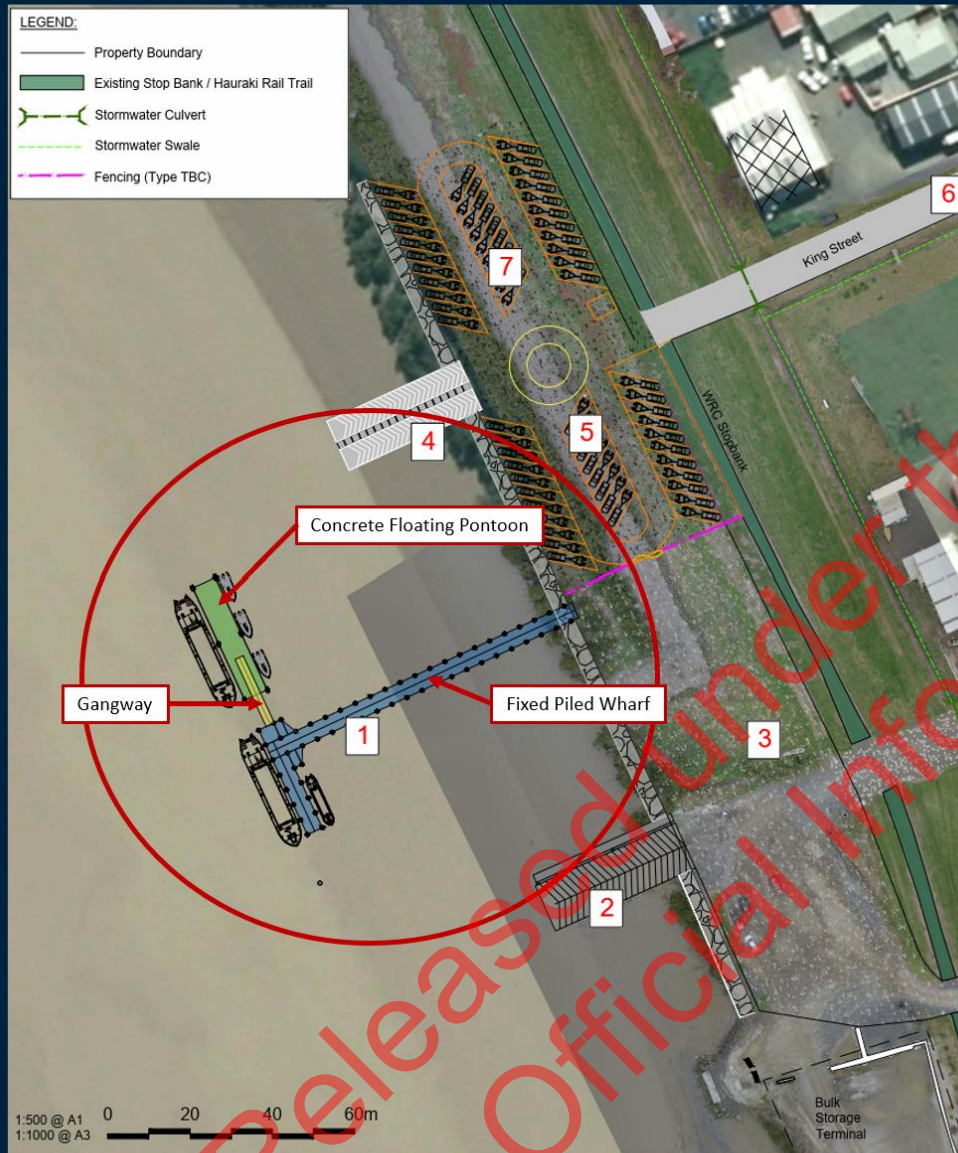 LEGEND:
Property Boundary
Existing Stop Bank / Hauraki Rail Trail
Stormwater Culvert
Stormwater Swale
Fencing (Type TBC)
6
King Street
7
WRC Stopbank
5
4
Concrete Floating Pontoon
Gangway
Fixed Piled Wharf
1
3
2
Released under th
Official Info
1:500 @ A1
1:1000 @ A3
0 20 40 60m
Bulk
Storage
Terminal